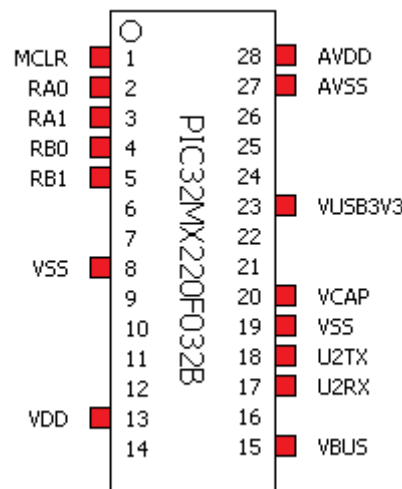 MCLR 1 28 AVDD
RA0 2 27 AVSS
RA1 3 26
RB0 4 25
RB1 5 24
6 23 VUSB3V3
7 22
VSS 8 21
9 20 VCAP
10 19 VSS
11 18 U2TX
12 17 U2RX
VDD 13 16
14 15 VBUS
PIC32MX220F032B